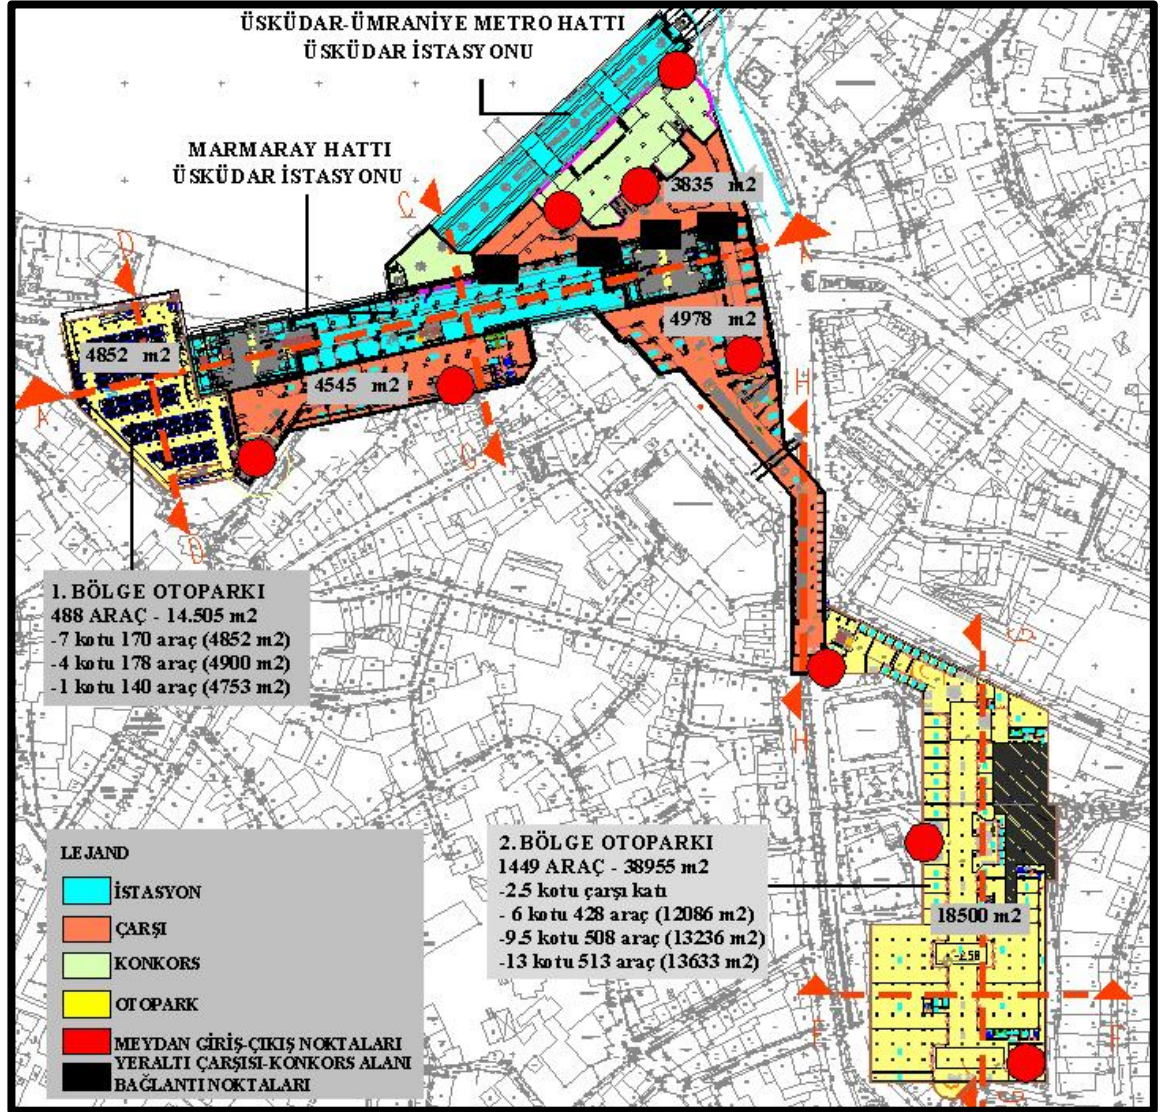 ÜSKÜDAR-ÜMRANİYE METRO HATTI
ÜSKÜDAR İSTASYONU
MARMARAY HATTI
ÜSKÜDAR İSTASYONU
C
3835 m2
A
D
4978 m2
4852 m2
4545 m2
H
A
C
D
1. BÖLGE OTOPARKI
488 ARAÇ - 14.505 m2
-7 kotu 170 araç (4852 m2)
-4 kotu 178 araç (4900 m2)
-1 kotu 140 araç (4753 m2)
G
H
2. BÖLGE OTOPARKI
1449 ARAÇ - 38955 m2
-2.5 kotu çarşı katı
- 6 kotu 428 araç (12086 m2)
-9.5 kotu 508 araç (13236 m2)
-13 kotu 513 araç (13633 m2)
18500 m2
-2.58
F
F
LEJAND
İSTASYON
ÇARŞI
KONKORS
OTOPARK
MEYDAN GİRİŞ-ÇIKIŞ NOKTALARI
YERALTI ÇARŞISI-KONKORS ALANI
BAĞLANTI NOKTALARI